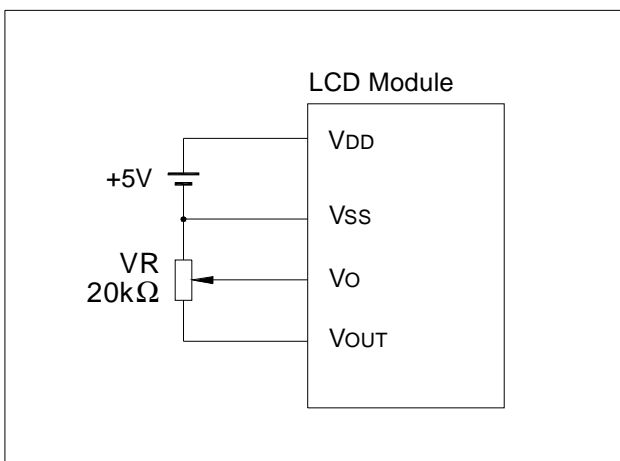 LCD Module
VDD
+5V
VSS
VR
20kΩ
VO
VOUT